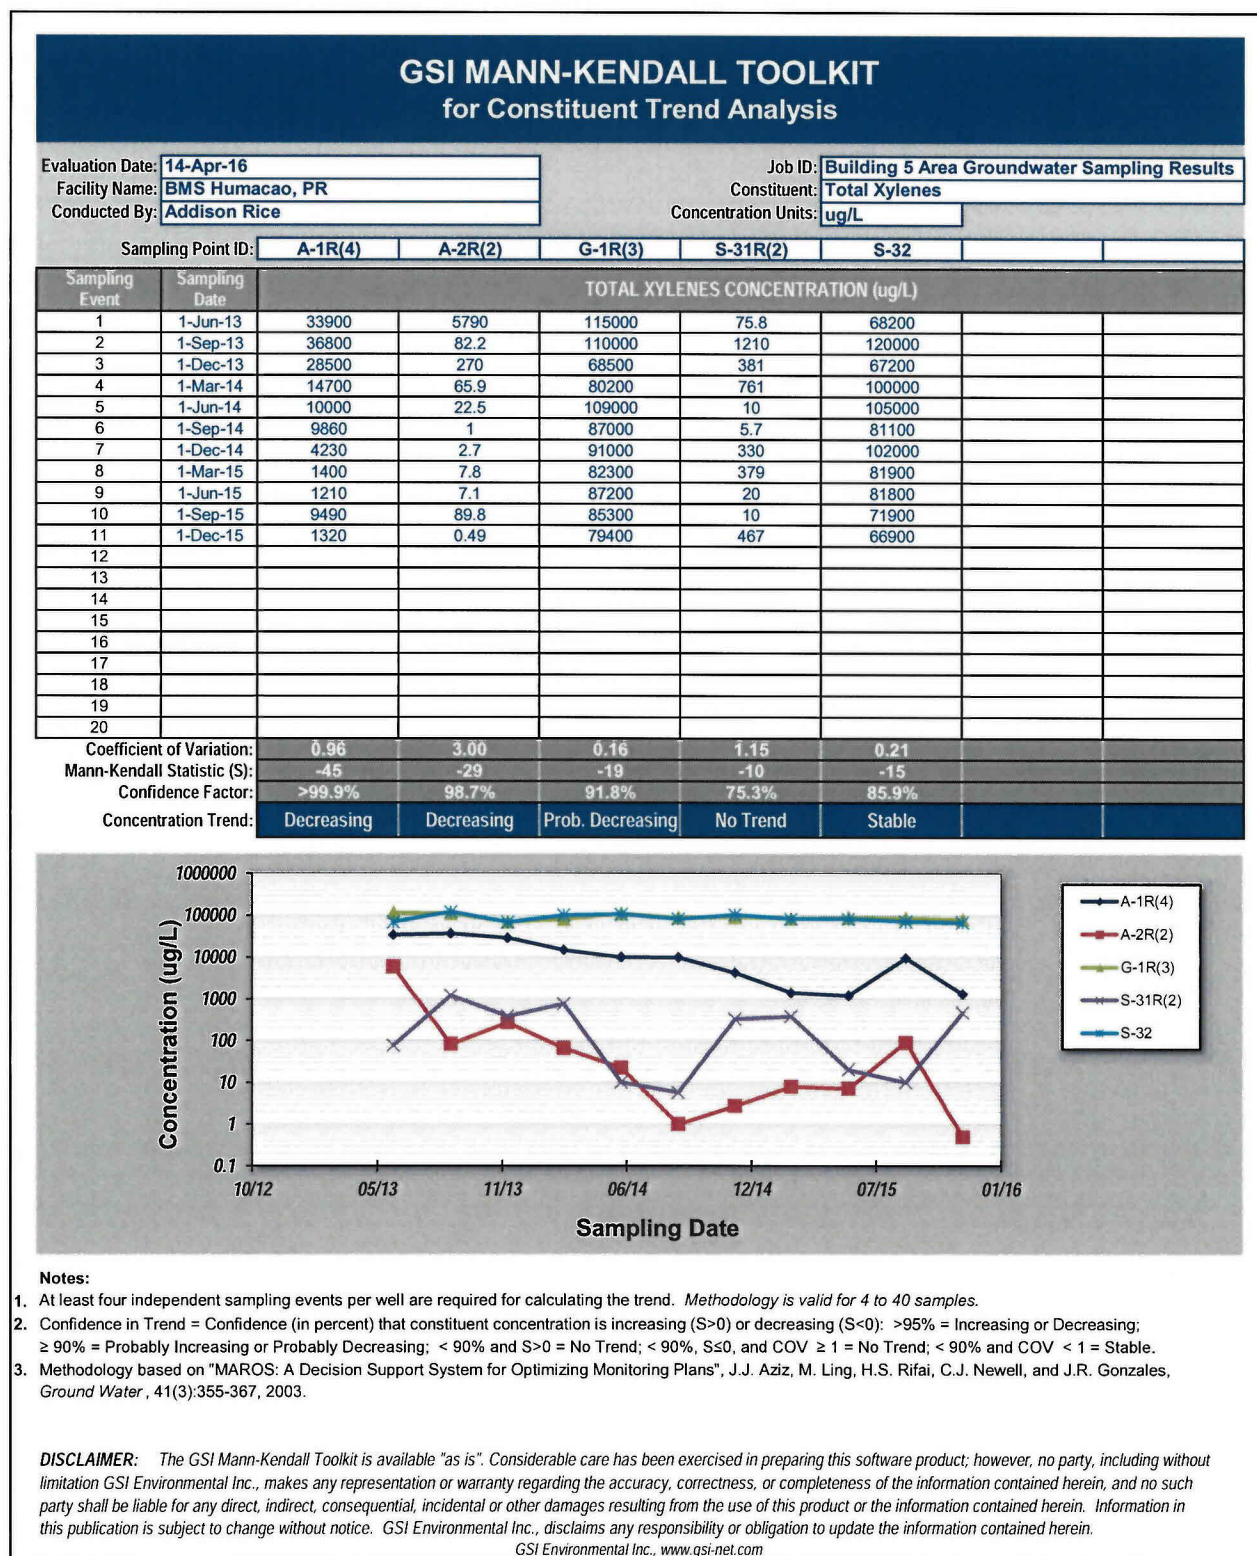 GSI MANN-KENDALL TOOLKIT
for Constituent Trend Analysis
Evaluation Date: 14-Apr-16 Job ID: Building 5 Area Groundwater Sampling Results
Facility Name: BMS Humacao, PR Constituent: Total Xylenes
Conducted By: Addison Rice Concentration Units: ug/L
Sampling Point ID: A-1R(4) A-2R(2) G-1R(3) S-31R(2) S-32
Sampling Event Sampling Date TOTAL XYLENES CONCENTRATION (ug/L)
1 1-Jun-13 33900 5790 115000 75.8 68200
2 1-Sep-13 36800 82.2 110000 1210 120000
3 1-Dec-13 28500 270 68500 381 67200
4 1-Mar-14 14700 65.9 80200 761 100000
5 1-Jun-14 10000 22.5 109000 10 105000
6 1-Sep-14 9860 1 87000 5.7 81100
7 1-Dec-14 4230 2.7 91000 330 102000
8 1-Mar-15 1400 7.8 82300 379 81900
9 1-Jun-15 1210 7.1 87200 20 81800
10 1-Sep-15 9490 89.8 85300 10 71900
11 1-Dec-15 1320 0.49 79400 467 66900
12
13
14
15
16
17
18
19
20
Coefficient of Variation: 0.96 3.00 0.16 1.15 0.21
Mann-Kendall Statistic (S): -45 -29 -19 -10 -15
Confidence Factor: >99.9% 98.7% 91.8% 75.3% 85.9%
Concentration Trend: Decreasing Decreasing Prob. Decreasing No Trend Stable
Concentration (ug/L)
1000000
100000
10000
1000
100
10
1
0.1
10/12 05/13 11/13 06/14 12/14 07/15 01/16
Sampling Date
A-1R(4)
A-2R(2)
G-1R(3)
S-31R(2)
S-32
Notes:
1. At least four independent sampling events per well are required for calculating the trend. Methodology is valid for 4 to 40 samples.
2. Confidence in Trend = Confidence (in percent) that constituent concentration is increasing (S>0) or decreasing (S<0): >95% = Increasing or Decreasing;
≥ 90% = Probably Increasing or Probably Decreasing; < 90% and S>0 = No Trend; < 90%, S≤0, and COV ≥ 1 = No Trend; < 90% and COV < 1 = Stable.
3. Methodology based on "MAROS: A Decision Support System for Optimizing Monitoring Plans", J.J. Aziz, M. Ling, H.S. Rifai, C.J. Newell, and J.R. Gonzales,
Ground Water, 41(3):355-367, 2003.
DISCLAIMER: The GSI Mann-Kendall Toolkit is available "as is". Considerable care has been exercised in preparing this software product; however, no party, including without
limitation GSI Environmental Inc., makes any representation or warranty regarding the accuracy, correctness, or completeness of the information contained herein, and no such
party shall be liable for any direct, indirect, consequential, incidental or other damages resulting from the use of this product or the information contained herein. Information in
this publication is subject to change without notice. GSI Environmental Inc., disclaims any responsibility or obligation to update the information contained herein.
GSI Environmental Inc., www.gsi-net.com